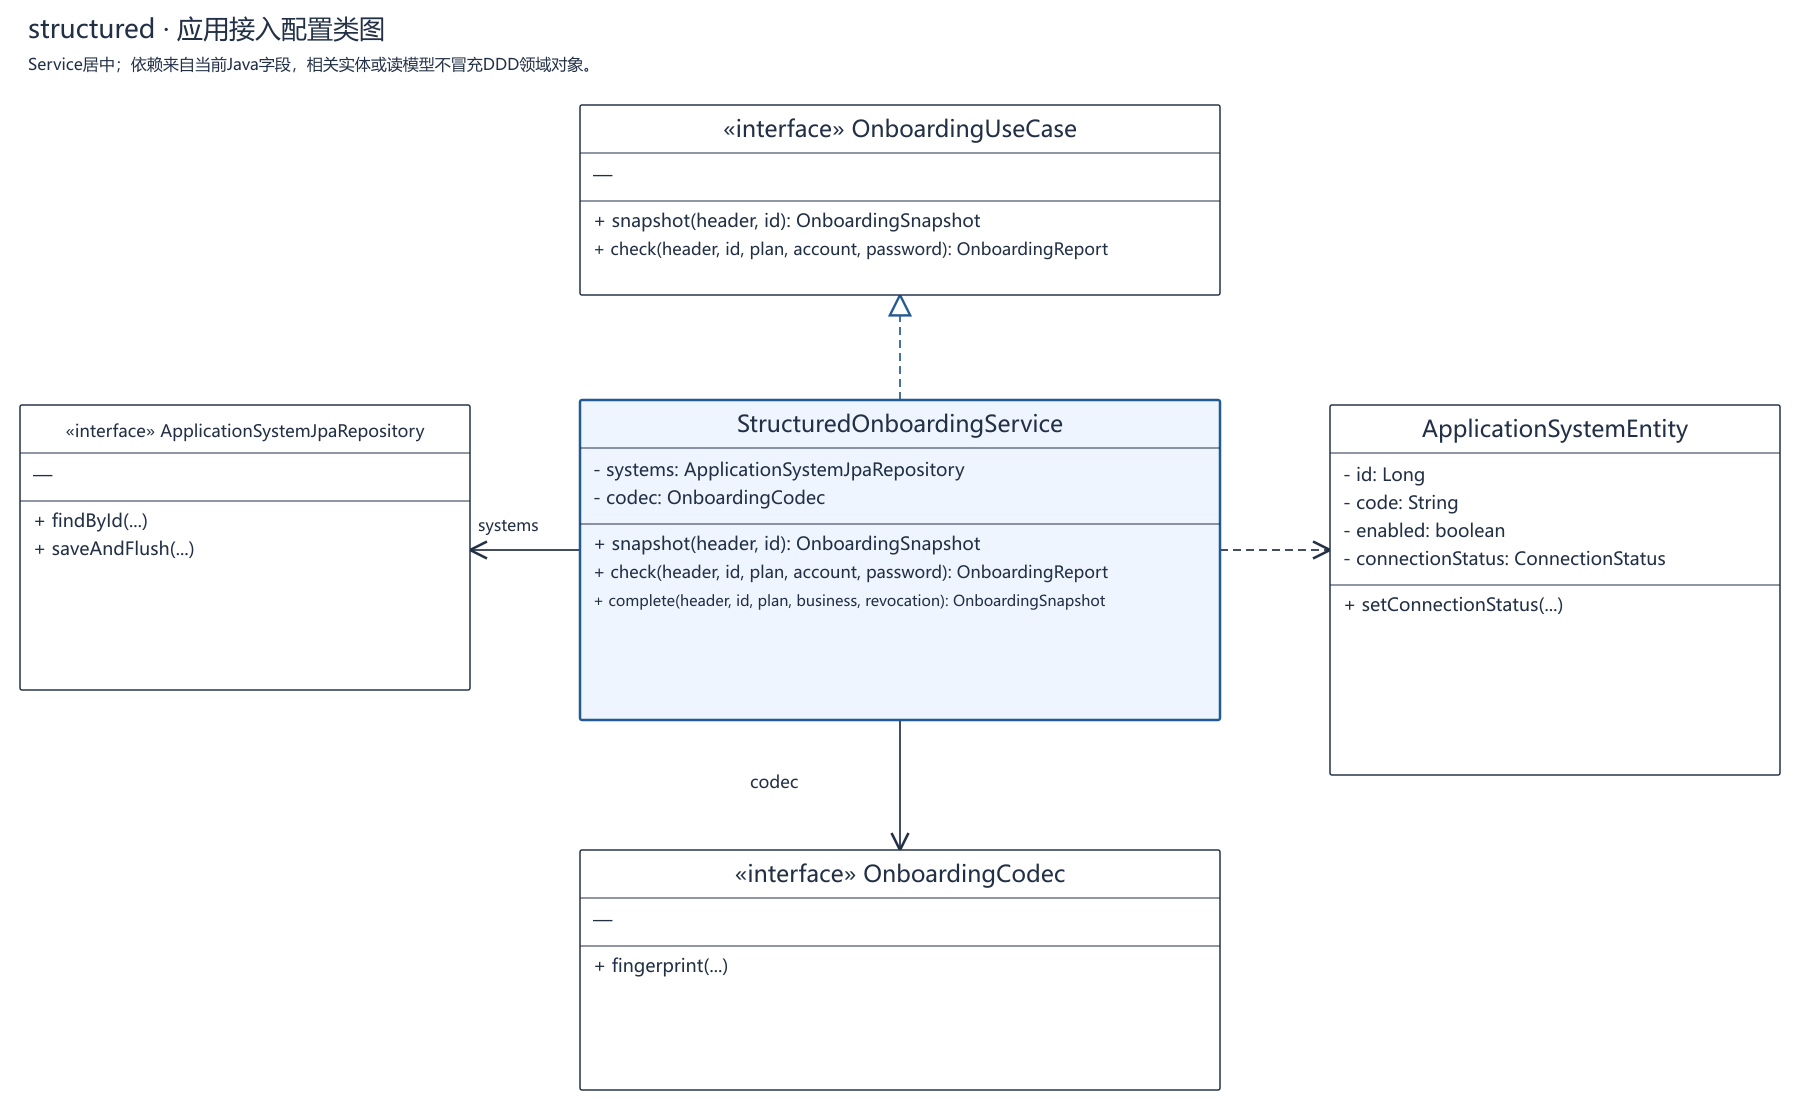 structured · 应用接入配置类图
Service居中；依赖来自当前Java字段，相关实体或读模型不冒充DDD领域对象。
«interface» OnboardingUseCase
—
+ snapshot(header, id): OnboardingSnapshot
+ check(header, id, plan, account, password): OnboardingReport
«interface» ApplicationSystemJpaRepository
—
+ findById(...)
+ saveAndFlush(...)
systems
StructuredOnboardingService
- systems: ApplicationSystemJpaRepository
- codec: OnboardingCodec
+ snapshot(header, id): OnboardingSnapshot
+ check(header, id, plan, account, password): OnboardingReport
+ complete(header, id, plan, business, revocation): OnboardingSnapshot
ApplicationSystemEntity
- id: Long
- code: String
- enabled: boolean
- connectionStatus: ConnectionStatus
+ setConnectionStatus(...)
codec
«interface» OnboardingCodec
—
+ fingerprint(...)